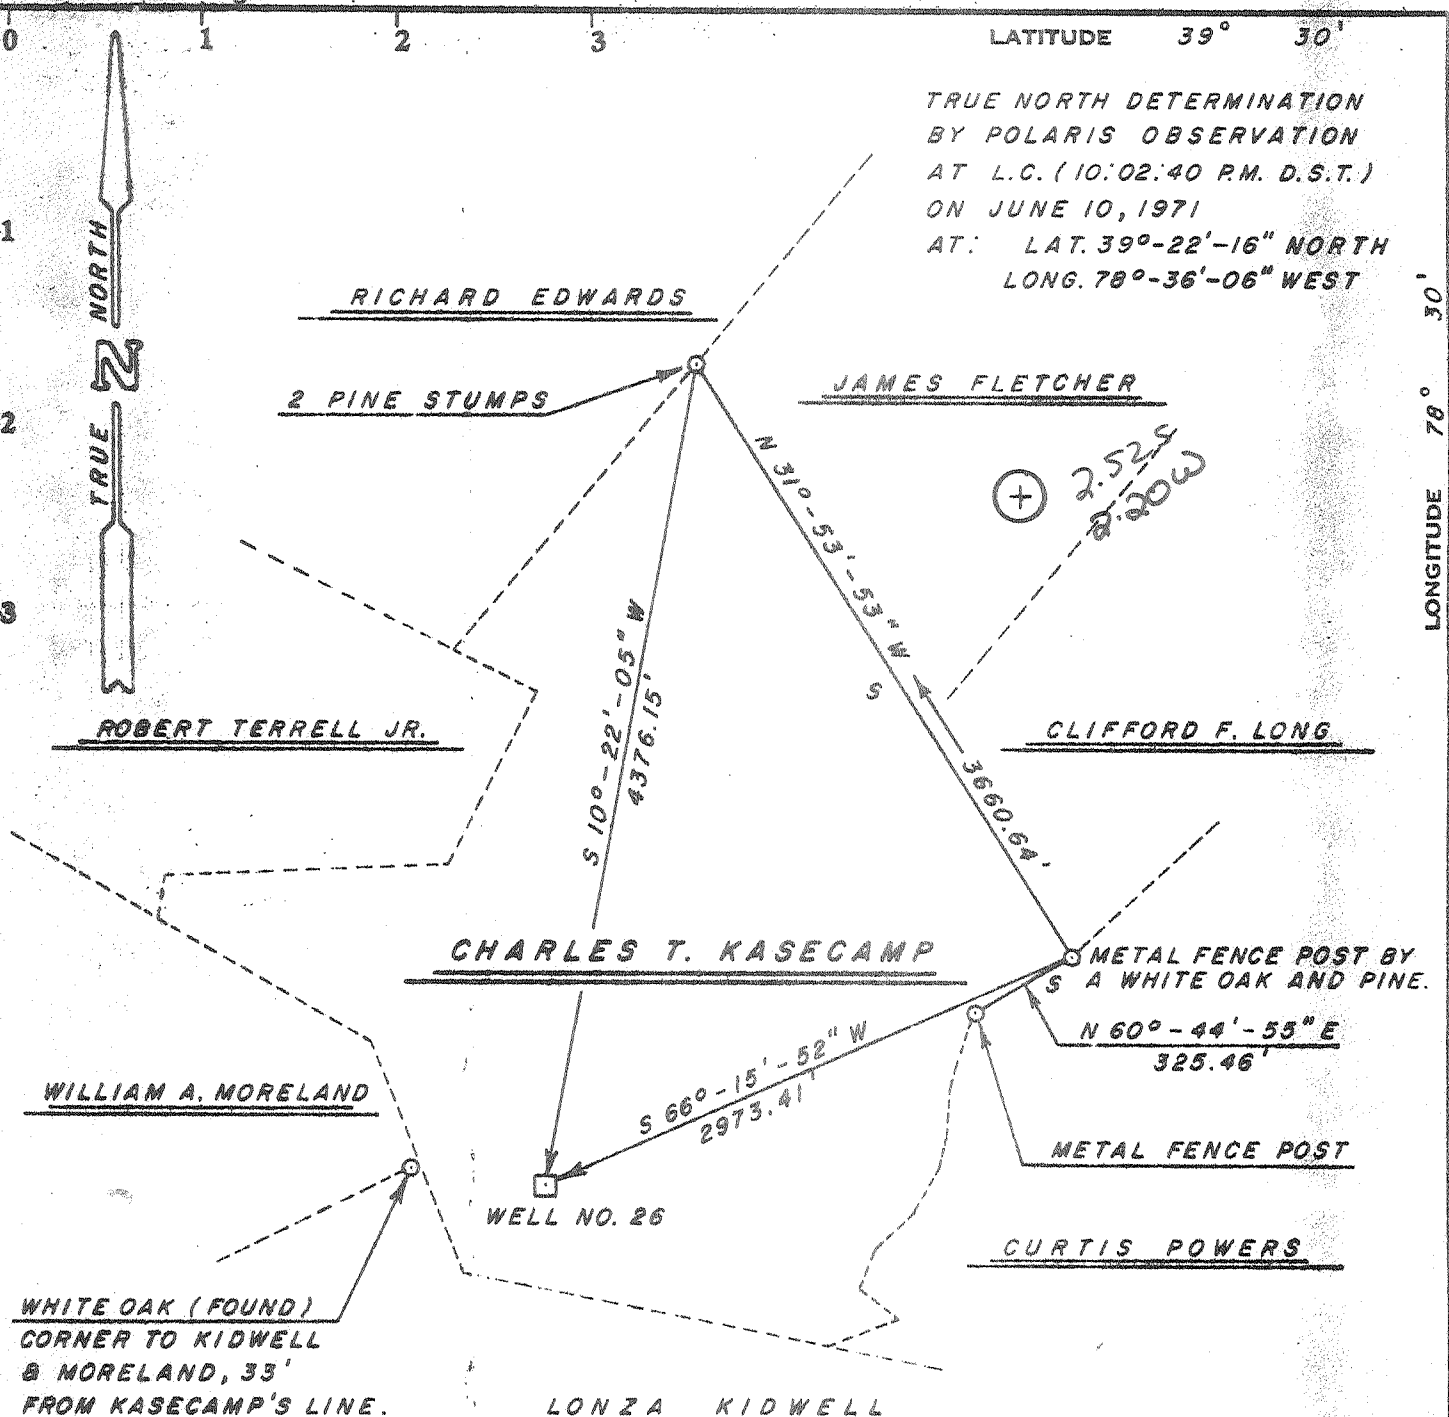 0 1 2 3
LATITUDE 39° 30'
TRUE NORTH DETERMINATION
BY POLARIS OBSERVATION
AT L.C. (10:02:40 P.M. D.S.T.)
ON JUNE 10, 1971
AT: LAT. 39°-22'-16" NORTH
LONG. 78°-36'-06" WEST
LONGITUDE 78° 30'
1
2
3
TRUE N NORTH
RICHARD EDWARDS
2 PINE STUMPS
JAMES FLETCHER
2.52 S
2.20 W
N 31°-53'-53" W
S
3660.64'
S 10°-22'-05" W
4376.15'
ROBERT TERRELL JR.
CLIFFORD F. LONG
CHARLES T. KASECAMP
METAL FENCE POST BY
A WHITE OAK AND PINE.
S
N 60°-44'-55" E
325.46'
S 66°-15'-52" W
2973.41'
WILLIAM A. MORELAND
METAL FENCE POST
WELL NO. 26
CURTIS POWERS
WHITE OAK (FOUND)
CORNER TO KIDWELL
& MORELAND, 33'
FROM KASECAMP'S LINE.
LONZA KIDWELL